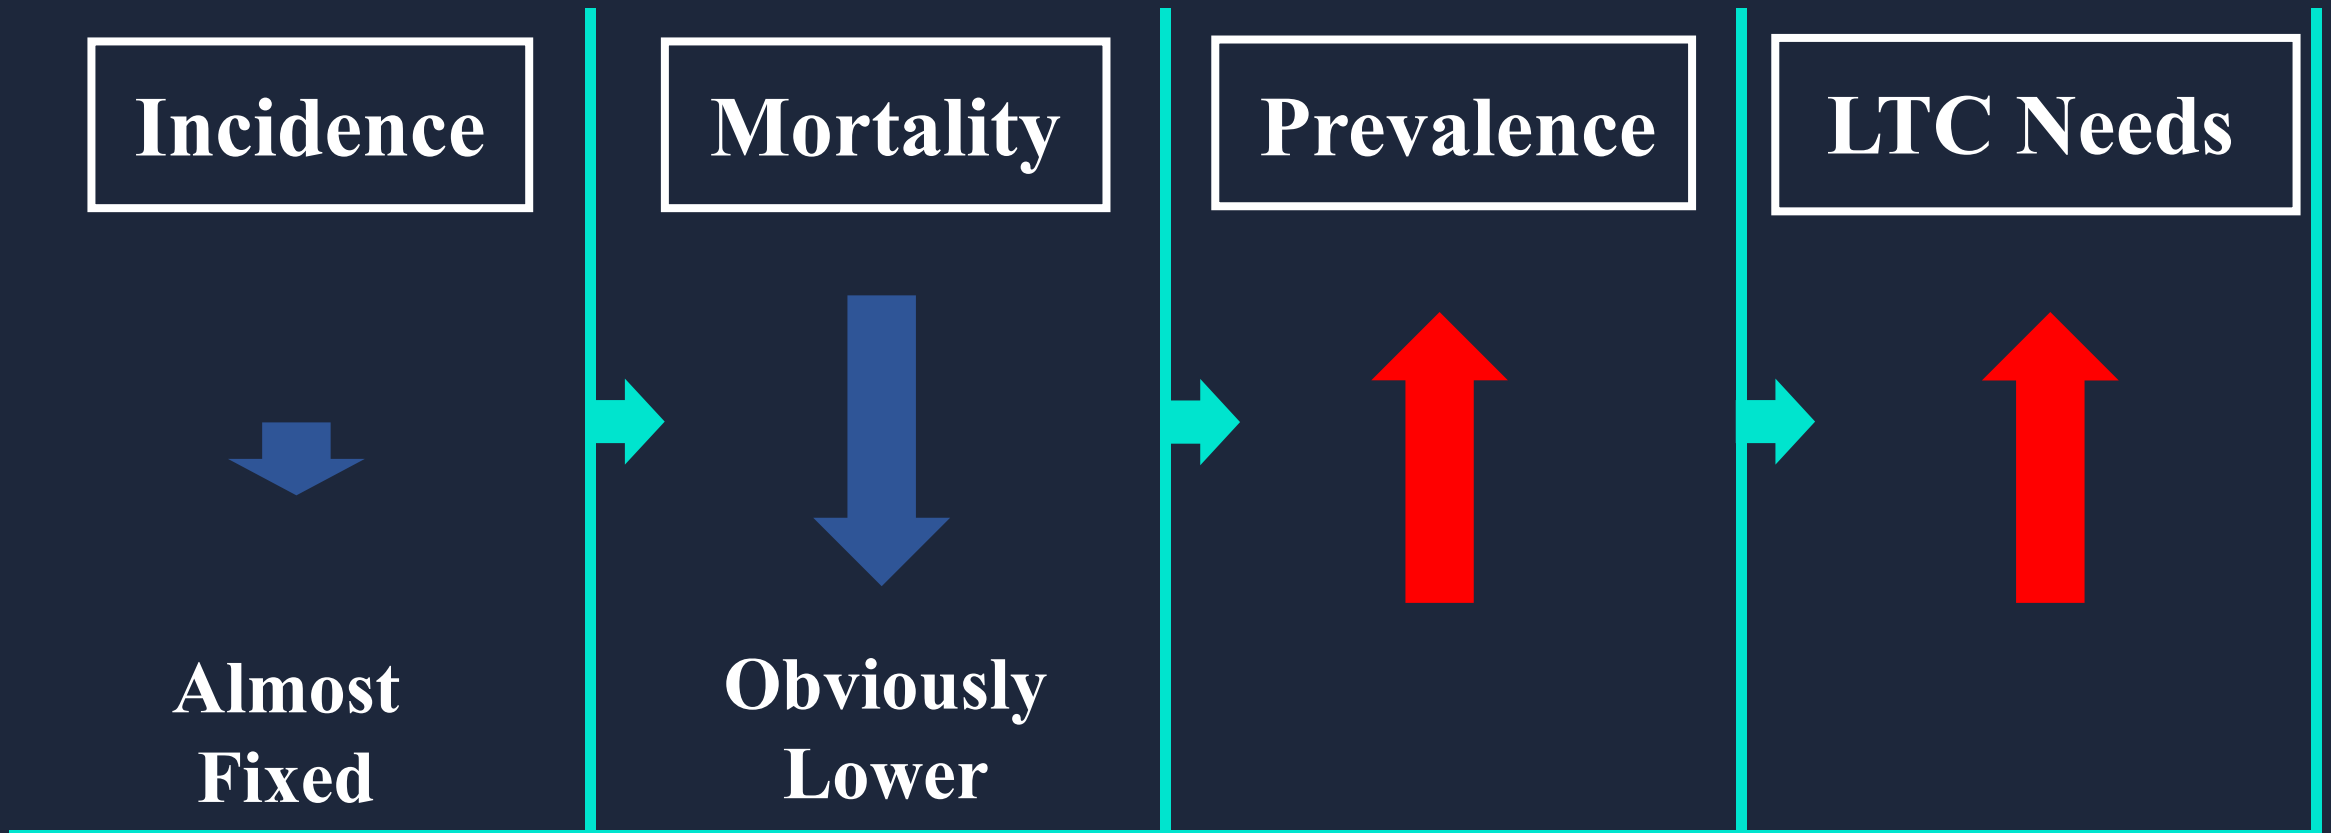 Incidence
Mortality
Prevalence
LTC Needs
Almost
Fixed
Obviously
Lower